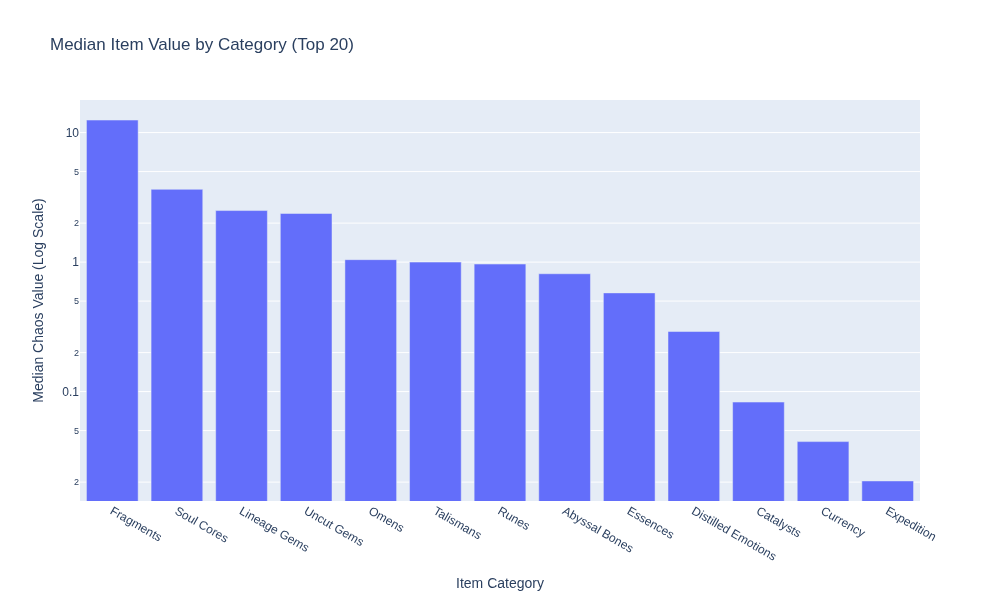 Median Item Value by Category (Top 20)
Median Chaos Value (Log Scale)
10
5
2
1
5
2
0.1
5
2
Fragments
Soul Cores
Lineage Gems
Uncut Gems
Omens
Talismans
Runes
Abyssal Bones
Essences
Distilled Emotions
Catalysts
Currency
Expedition
Item Category